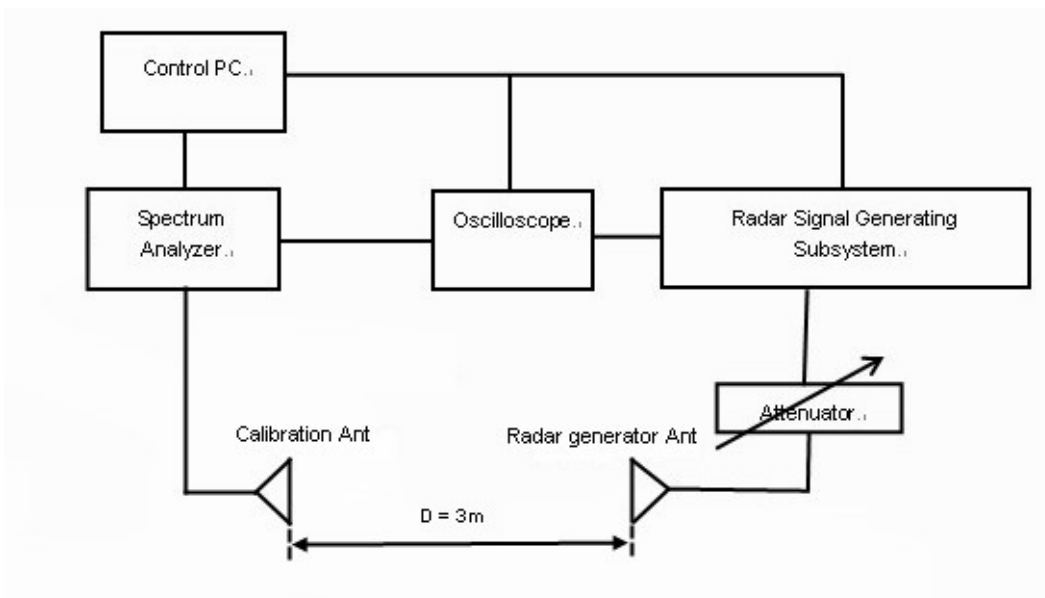 Control PC
Spectrum
Analyzer
Oscilloscope
Radar Signal Generating
Subsystem
Attenuator
Calibration Ant
Radar generator Ant
D = 3m